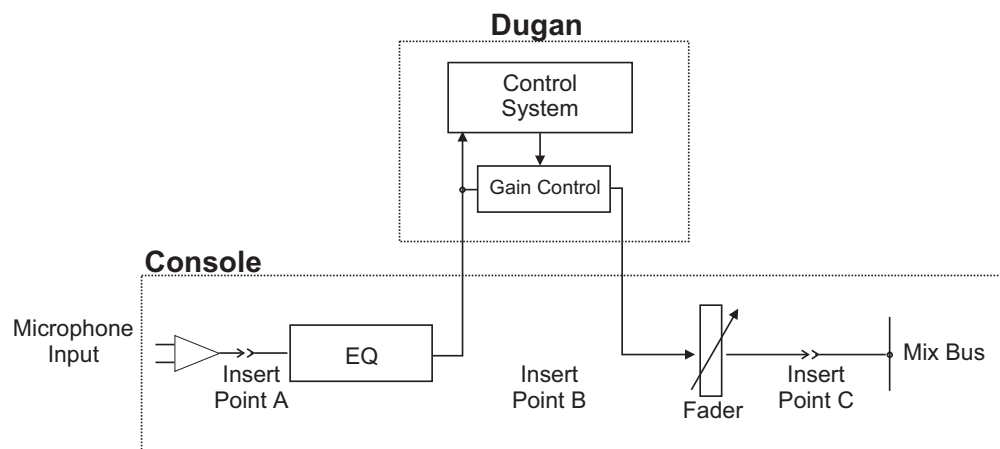 Dugan
Control
System
Gain Control
Console
Microphone
Input
Insert
Point A
EQ
Insert
Point B
Fader
Insert
Point C
Mix Bus